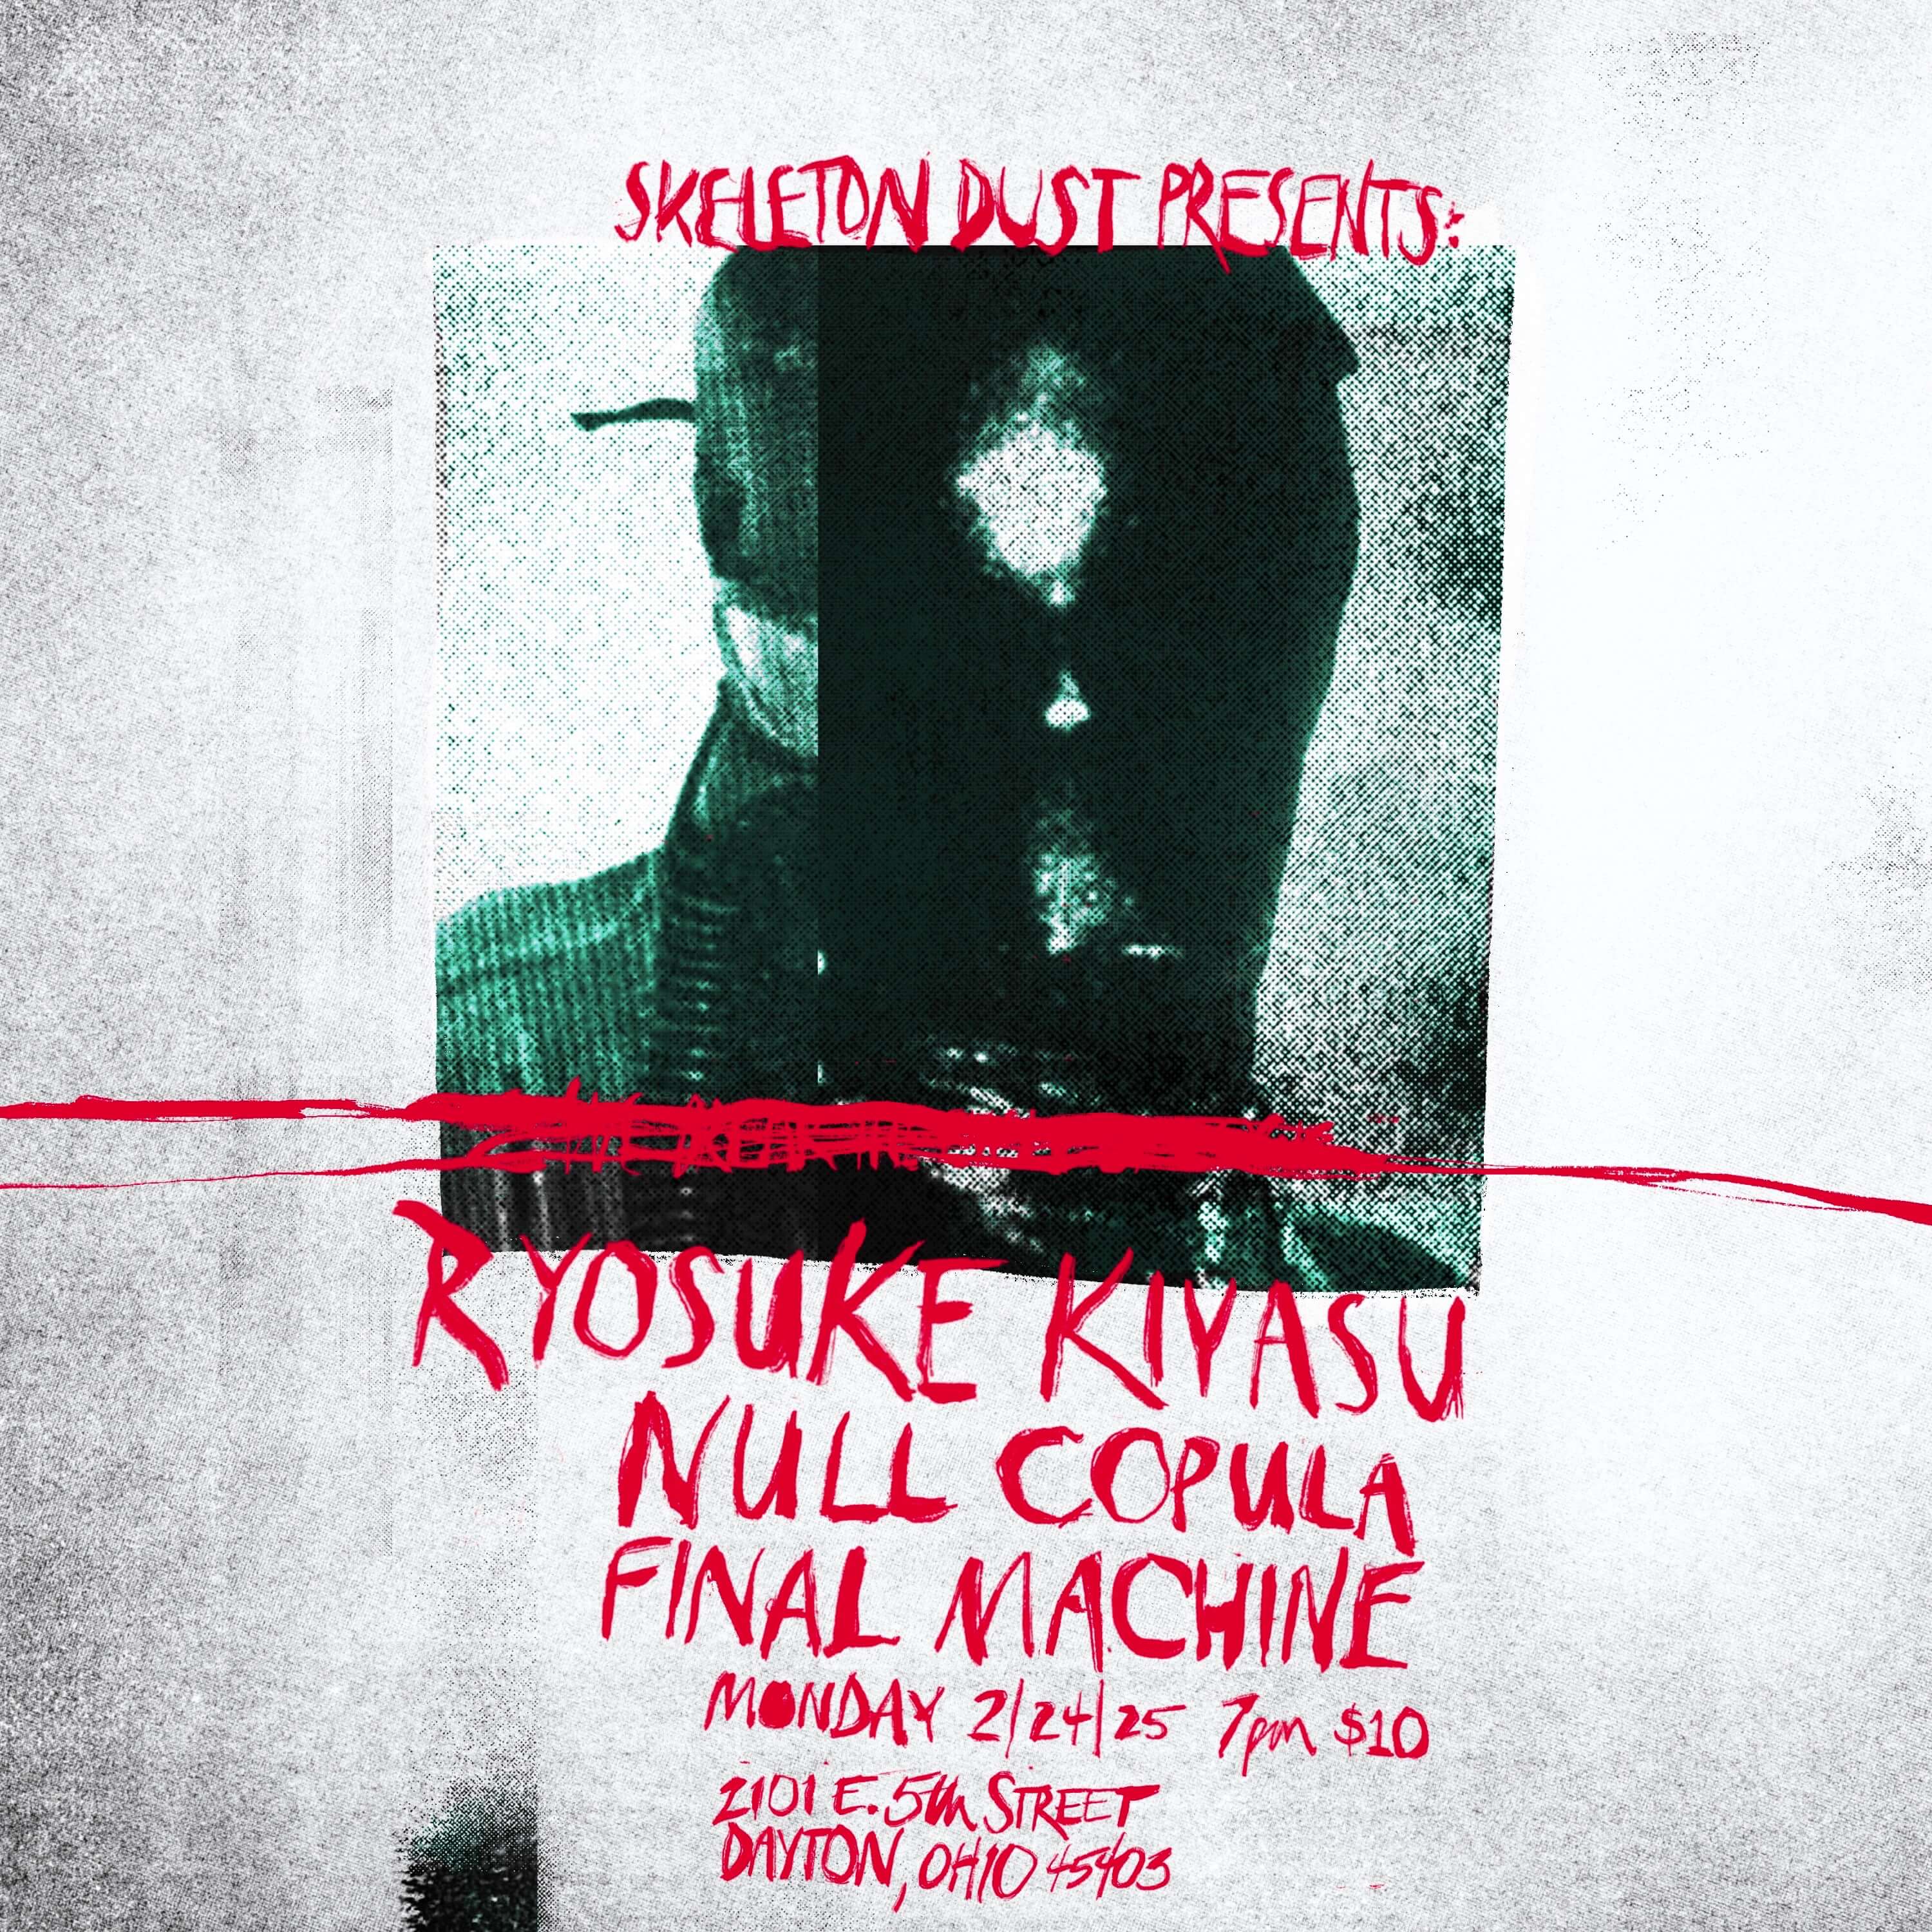 SKELETON DUST PRESENTS:
RYOSUKE KIYASU
NULL COPULA
FINAL MACHINE
MONDAY 2/24/25 7pm $10
2101 E. 5th STREET
DAYTON, OHIO 45403